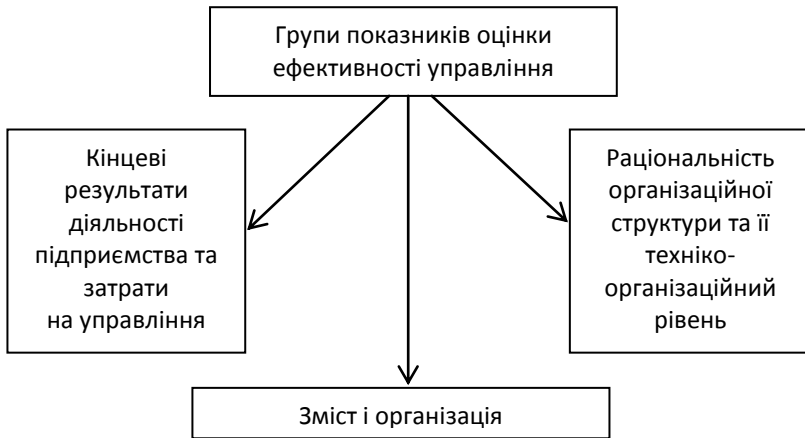 Групи показників оцінки
ефективності управління
Кінцеві
результати
діяльності
підприємства та
затрати
на управління
Раціональність
організаційної
структури та її
техніко-
організаційний
рівень
Зміст і організація